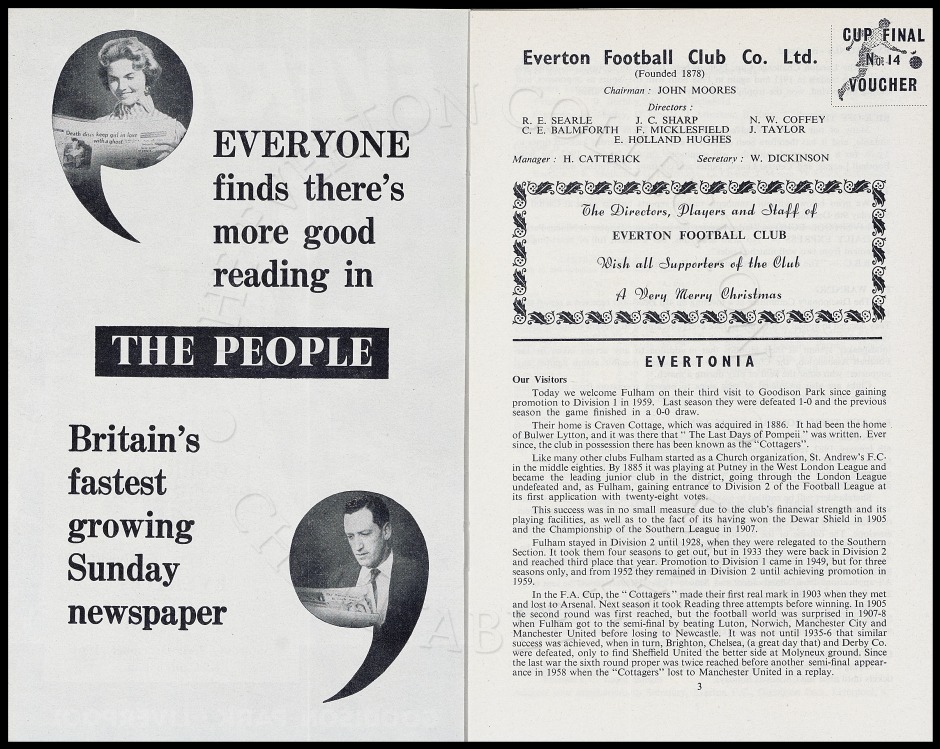 Death disc keeps girl in love
with a ghost
EVERYONE
finds there's
more good
reading in
THE PEOPLE
Britain's
fastest
growing
Sunday
newspaper
CUP FINAL
No. 14
VOUCHER
Everton Football Club Co. Ltd.
(Founded 1878)
Chairman : JOHN MOORES
Directors :
R. E. SEARLE J. C. SHARP N. W. COFFEY
C. E. BALMFORTH F. MICKLESFIELD J. TAYLOR
E. HOLLAND HUGHES
Manager : H. CATTERICK Secretary : W. DICKINSON
The Directors, Players and Staff of
EVERTON FOOTBALL CLUB
Wish all Supporters of the Club
A Very Merry Christmas
EVERTONIA
Our Visitors
Today we welcome Fulham on their third visit to Goodison Park since gaining
promotion to Division 1 in 1959. Last season they were defeated 1-0 and the previous
season the game finished in a 0-0 draw.
Their home is Craven Cottage, which was acquired in 1886. It had been the home
of Bulwer Lytton, and it was there that "The Last Days of Pompeii" was written. Ever
since, the club in possession there has been known as the "Cottagers".
Like many other clubs Fulham started as a Church organization, St. Andrew's F.C.
in the middle eighties. By 1885 it was playing at Putney in the West London League and
became the leading junior club in the district, going through the London League
undefeated and, as Fulham, gaining entrance to Division 2 of the Football League at
its first application with twenty-eight votes.
This success was in no small measure due to the club's financial strength and its
playing facilities, as well as to the fact of its having won the Dewar Shield in 1905
and the Championship of the Southern League in 1907.
Fulham stayed in Division 2 until 1928, when they were relegated to the Southern
Section. It took them four seasons to get out, but in 1933 they were back in Division 2
and reached third place that year. Promotion to Division 1 came in 1949, but for three
seasons only, and from 1952 they remained in Division 2 until achieving promotion in
1959.
In the F.A. Cup, the "Cottagers" made their first real mark in 1903 when they met
and lost to Arsenal. Next season it took Reading three attempts before winning. In 1905
the second round was first reached, but the football world was surprised in 1907-8
when Fulham got to the semi-final by beating Luton, Norwich, Manchester City and
Manchester United before losing to Newcastle. It was not until 1935-6 that similar
success was achieved, when in turn, Brighton, Chelsea, (a great day that) and Derby Co.
were defeated, only to find Sheffield United the better side at Molyneux ground. Since
the last war the sixth round proper was twice reached before another semi-final appear-
ance in 1958 when the "Cottagers" lost to Manchester United in a replay.
3